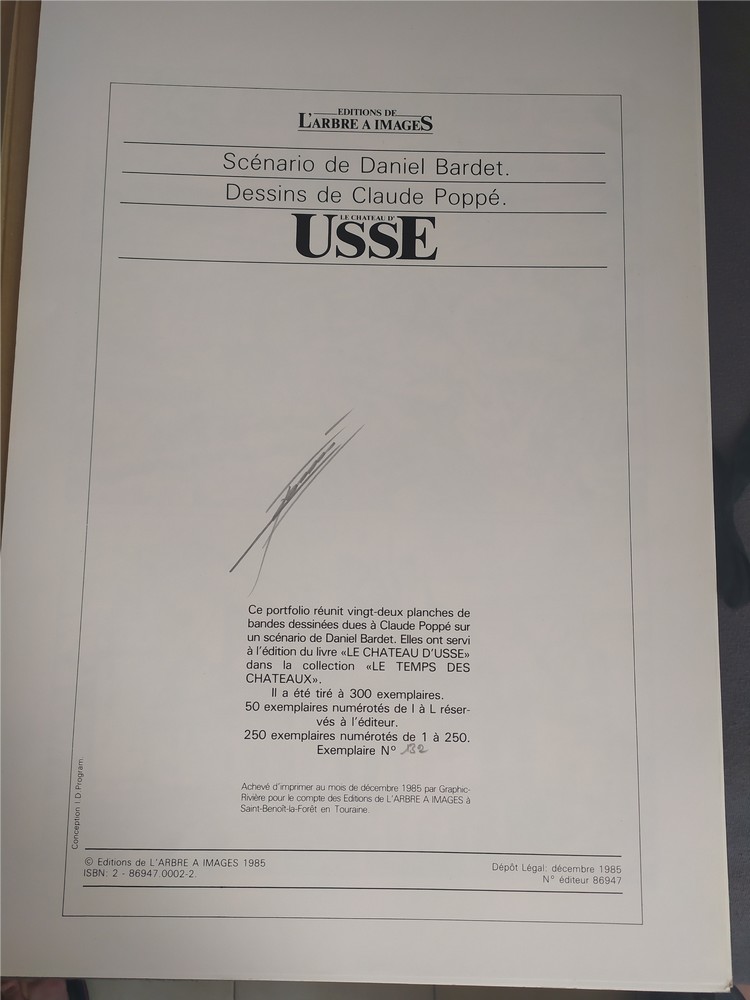 EDITIONS DE
L'ARBRE A IMAGES
Scénario de Daniel Bardet.
Dessins de Claude Poppé.
LE CHATEAU D'
USSE
Ce portfolio réunit vingt-deux planches de
bandes dessinées dues à Claude Poppé sur
un scénario de Daniel Bardet. Elles ont servi
à l'édition du livre «LE CHATEAU D'USSE»
dans la collection «LE TEMPS DES
CHATEAUX».
Il a été tiré à 300 exemplaires.
50 exemplaires numérotés de I à L réser-
vés à l'éditeur.
250 exemplaires numérotés de 1 à 250.
Exemplaire N° 132
Achevé d'imprimer au mois de décembre 1985 par Graphic-
Rivière pour le compte des Editions de L'ARBRE A IMAGES à
Saint-Benoît-la-Forêt en Touraine.
Conception I D Program.
© Editions de L'ARBRE A IMAGES 1985
ISBN: 2 - 86947.0002-2.
Dépôt Légal: décembre 1985
N° éditeur 86947